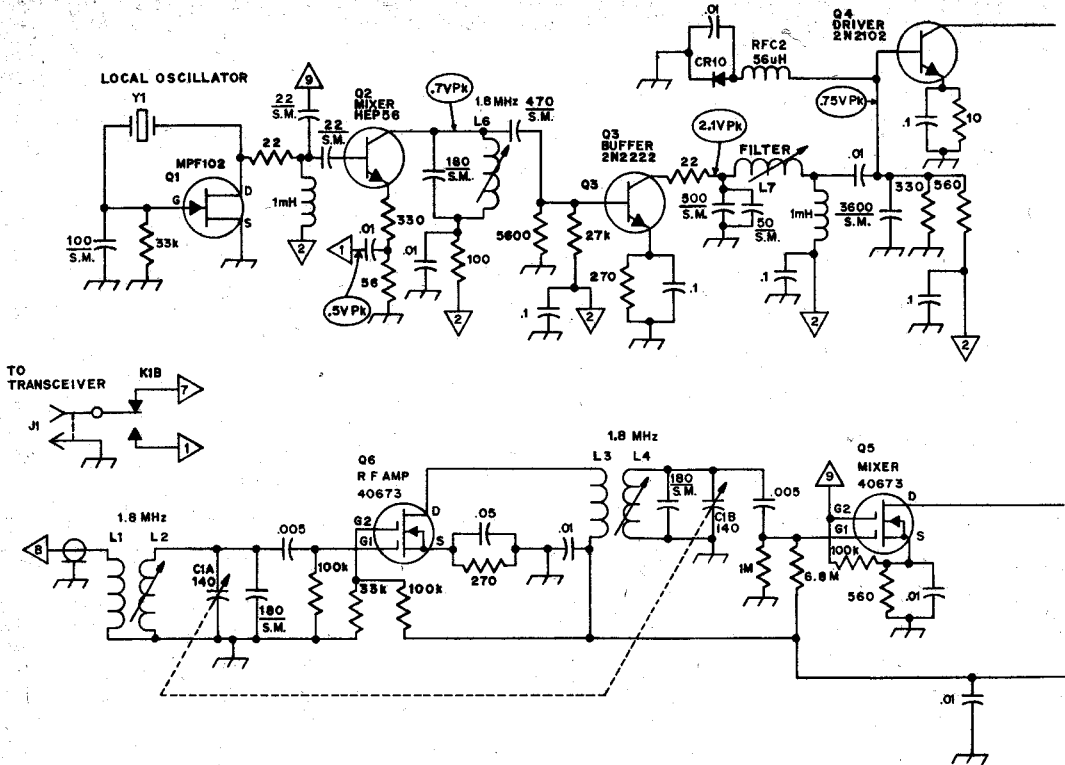 LOCAL OSCILLATOR
Y1
MPF102
Q1
G
D
S
100
S.M.
33k
22
22
S.M.
9
22
S.M.
1mH
2
Q2
MIXER
HEP56
.7VPk
1.8 MHz
L6
470
S.M.
180
S.M.
330
.01
1
56
.5VPk
.01
100
2
5600
27k
.1
2
Q3
BUFFER
2N2222
Q3
270
.1
22
2.1VPk
FILTER
L7
500
S.M.
50
S.M.
1mH
.1
2
.01
3600
S.M.
330
560
.1
2
.01
CR10
RFC2
56uH
.75VPk
Q4
DRIVER
2N2102
.1
10
TO
TRANSCEIVER
J1
K1B
7
1
8
1.8 MHz
L1
L2
C1A
140
180
S.M.
.005
100k
33k
100k
Q6
R F AMP
40673
G2
G1
D
S
.05
270
.01
1.8 MHz
L3
L4
180
S.M.
C1B
140
.005
1M
6.8M
9
Q5
MIXER
40673
G2
G1
D
S
100k
560
.01
.01